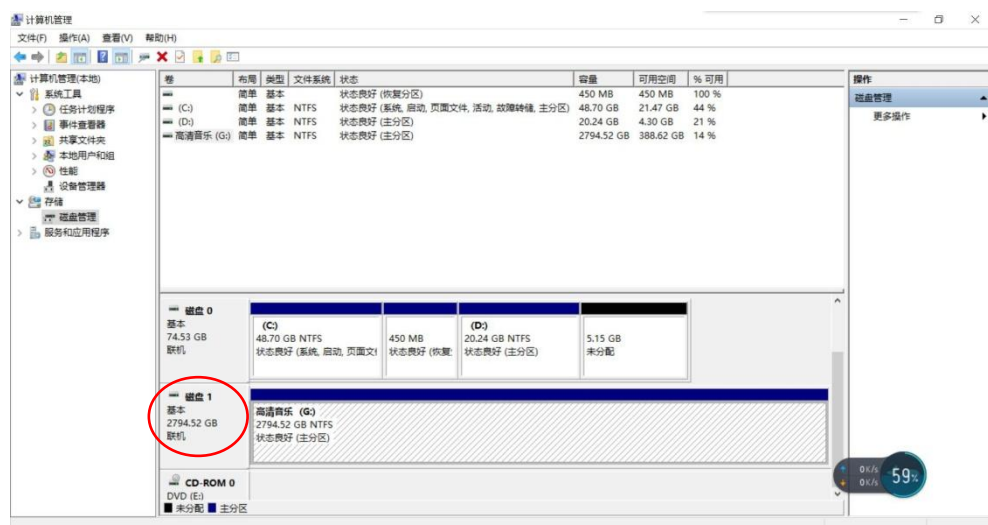 计算机管理
文件(F) 操作(A) 查看(V) 帮助(H)
计算机管理(本地)
系统工具
任务计划程序
事件查看器
共享文件夹
本地用户和组
性能
设备管理器
存储
磁盘管理
服务和应用程序
卷 布局 类型 文件系统 状态 容量 可用空间 % 可用
简单 基本 状态良好 (恢复分区) 450 MB 450 MB 100 %
(C:) 简单 基本 NTFS 状态良好 (系统, 启动, 页面文件, 活动, 故障转储, 主分区) 48.70 GB 21.47 GB 44 %
(D:) 简单 基本 NTFS 状态良好 (主分区) 20.24 GB 4.30 GB 21 %
高清音乐 (G:) 简单 基本 NTFS 状态良好 (主分区) 2794.52 GB 388.62 GB 14 %
操作
磁盘管理
更多操作
磁盘 0
基本
74.53 GB
联机
(C:)
48.70 GB NTFS
状态良好 (系统, 启动, 页面文
450 MB
状态良好 (恢复
(D:)
20.24 GB NTFS
状态良好 (主分区)
5.15 GB
未分配
磁盘 1
基本
2794.52 GB
联机
高清音乐 (G:)
2794.52 GB NTFS
状态良好 (主分区)
CD-ROM 0
DVD (E:)
未分配 主分区
0K/s
0K/s
59%